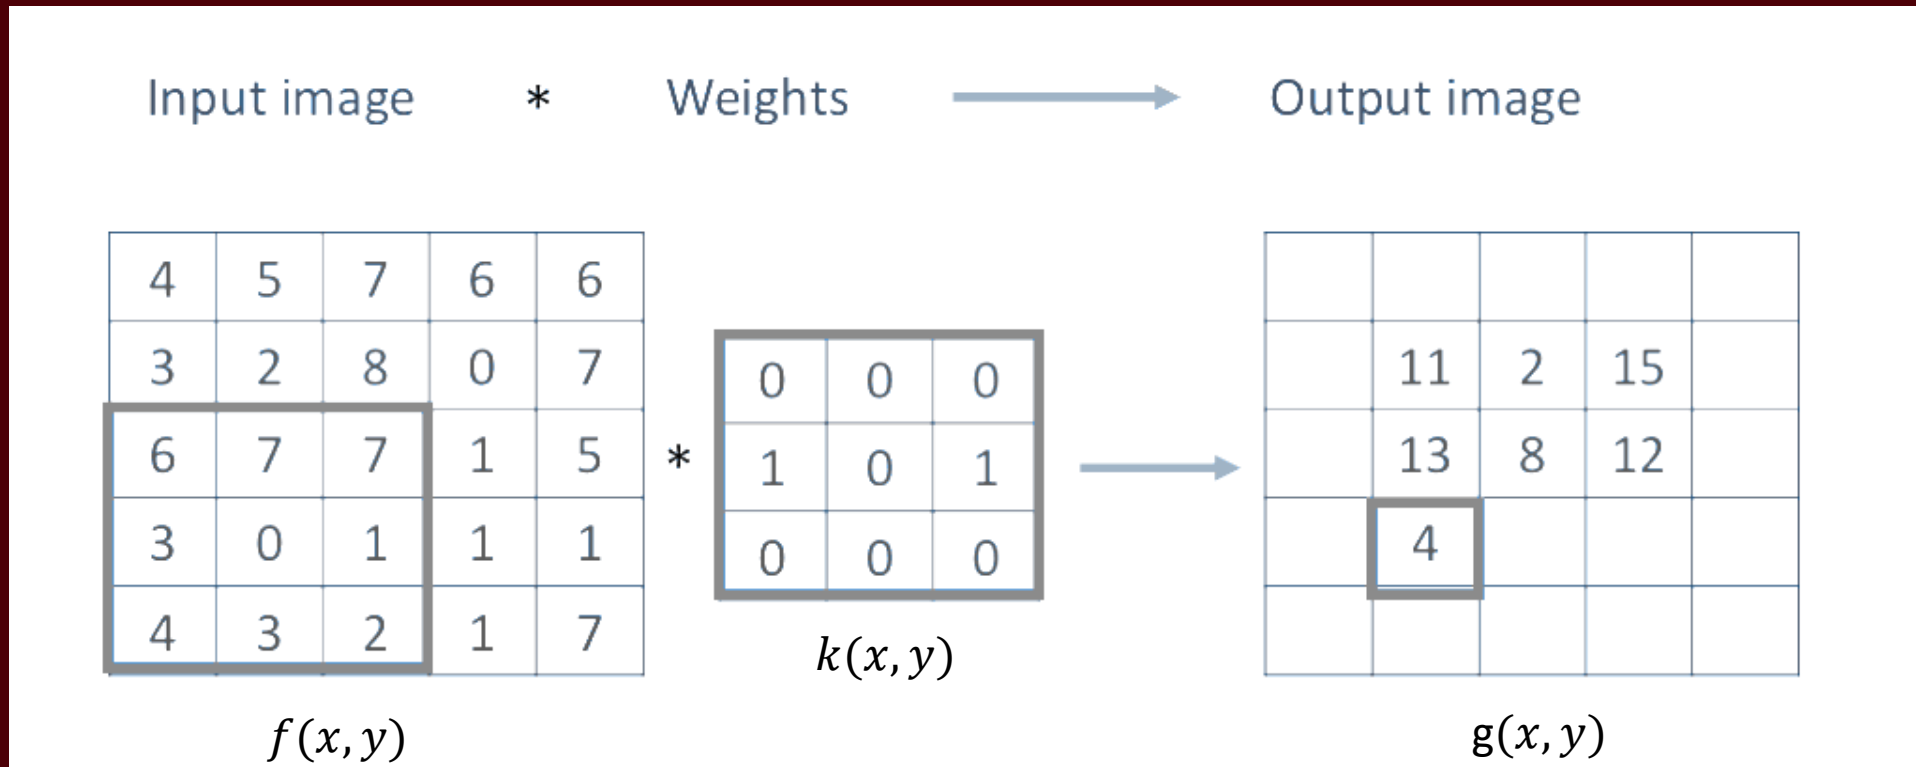 Input image * Weights Output image
4 5 7 6 6
3 2 8 0 7
6 7 7 1 5
3 0 1 1 1
4 3 2 1 7
f(x, y)
*
0 0 0
1 0 1
0 0 0
k(x, y)
11 2 15
13 8 12
4
g(x, y)